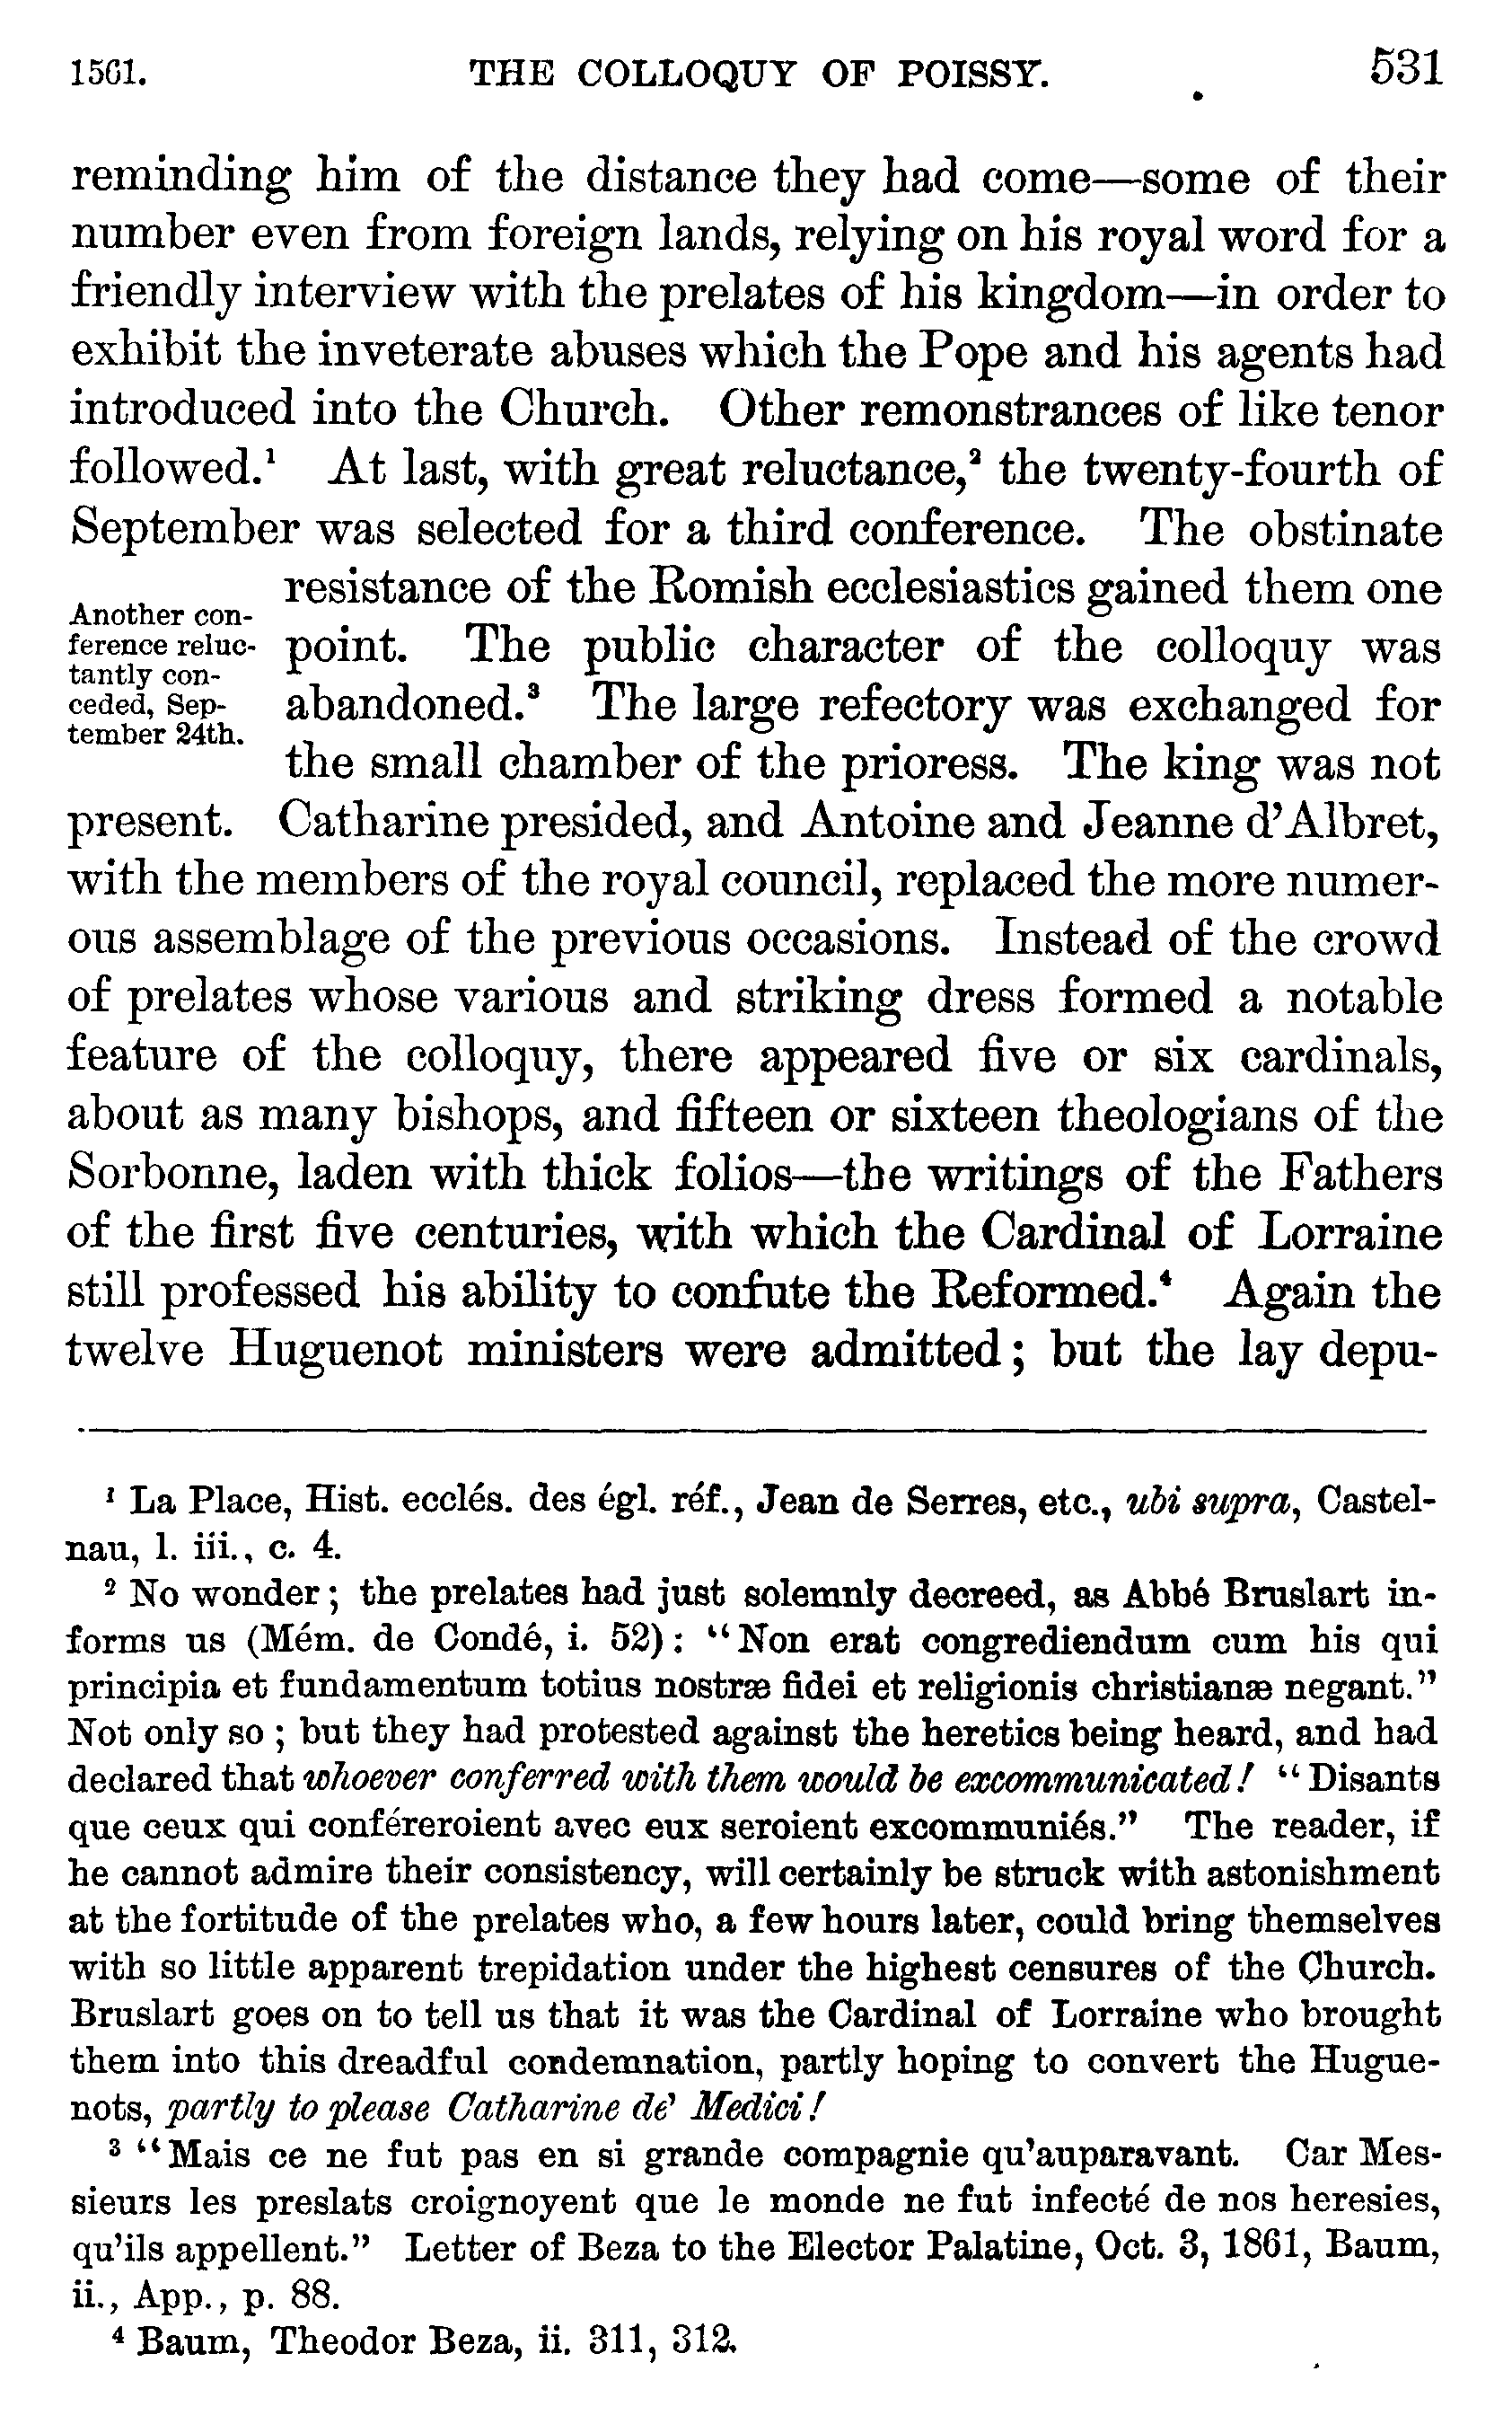 1561. THE COLLOQUY OF POISSY. 531
reminding him of the distance they had come—some of their
number even from foreign lands, relying on his royal word for a
friendly interview with the prelates of his kingdom—in order to
exhibit the inveterate abuses which the Pope and his agents had
introduced into the Church. Other remonstrances of like tenor
followed.¹ At last, with great reluctance,² the twenty-fourth of
September was selected for a third conference. The obstinate
Another con-
ference reluc-
tantly con-
ceded, Sep-
tember 24th.
resistance of the Romish ecclesiastics gained them one
point. The public character of the colloquy was
abandoned.³ The large refectory was exchanged for
the small chamber of the prioress. The king was not
present. Catharine presided, and Antoine and Jeanne d'Albret,
with the members of the royal council, replaced the more numer-
ous assemblage of the previous occasions. Instead of the crowd
of prelates whose various and striking dress formed a notable
feature of the colloquy, there appeared five or six cardinals,
about as many bishops, and fifteen or sixteen theologians of the
Sorbonne, laden with thick folios—the writings of the Fathers
of the first five centuries, with which the Cardinal of Lorraine
still professed his ability to confute the Reformed.⁴ Again the
twelve Huguenot ministers were admitted; but the lay depu-
¹ La Place, Hist. ecclés. des égl. réf., Jean de Serres, etc., ubi supra, Castel-
nau, l. iii., c. 4.
² No wonder; the prelates had just solemnly decreed, as Abbé Bruslart in-
forms us (Mém. de Condé, i. 52): "Non erat congrediendum cum his qui
principia et fundamentum totius nostræ fidei et religionis christianæ negant."
Not only so; but they had protested against the heretics being heard, and had
declared that whoever conferred with them would be excommunicated! "Disants
que ceux qui conféreroient avec eux seroient excommuniés." The reader, if
he cannot admire their consistency, will certainly be struck with astonishment
at the fortitude of the prelates who, a few hours later, could bring themselves
with so little apparent trepidation under the highest censures of the Church.
Bruslart goes on to tell us that it was the Cardinal of Lorraine who brought
them into this dreadful condemnation, partly hoping to convert the Hugue-
nots, partly to please Catharine de' Medici!
³ "Mais ce ne fut pas en si grande compagnie qu'auparavant. Car Mes-
sieurs les preslats croignoyent que le monde ne fut infecté de nos heresies,
qu'ils appellent." Letter of Beza to the Elector Palatine, Oct. 3, 1861, Baum,
ii., App., p. 88.
⁴ Baum, Theodor Beza, ii. 311, 312.